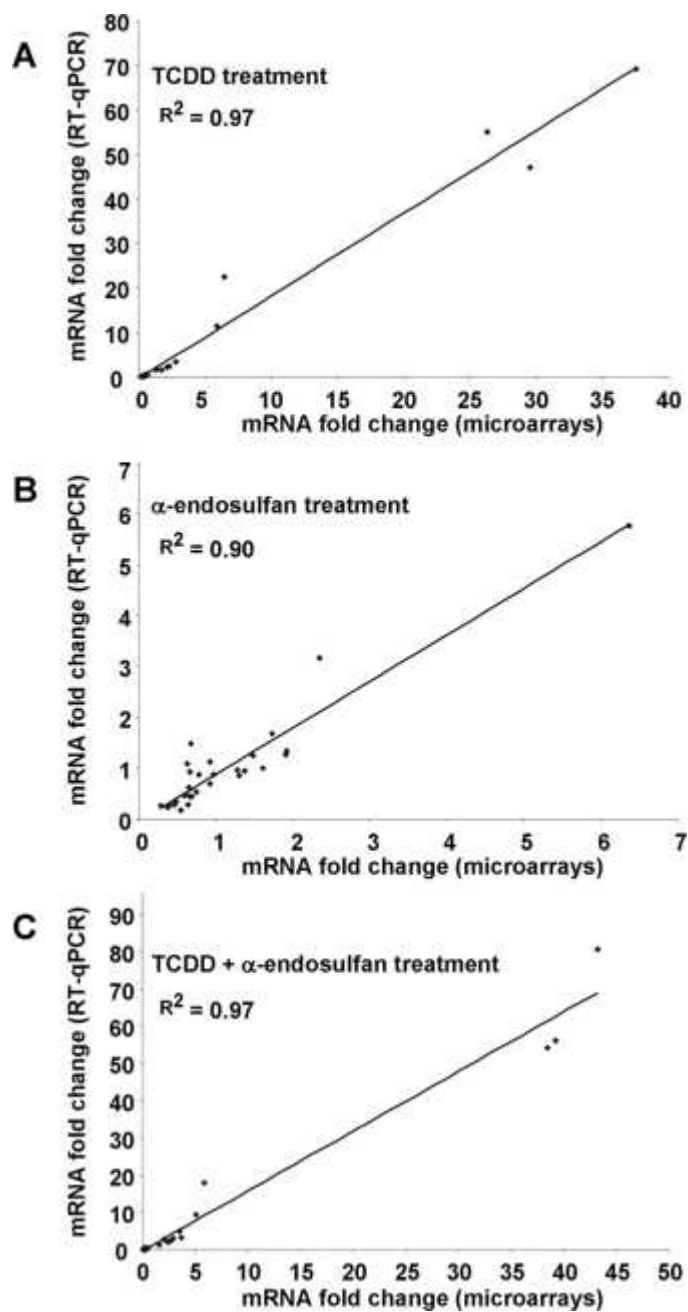 A
mRNA fold change (RT-qPCR)
80
70
60
50
40
30
20
10
0
TCDD treatment
R² = 0.97
0 5 10 15 20 25 30 35 40
mRNA fold change (microarrays)
B
mRNA fold change (RT-qPCR)
7
6
5
4
3
2
1
0
α-endosulfan treatment
R² = 0.90
0 1 2 3 4 5 6 7
mRNA fold change (microarrays)
C
mRNA fold change (RT-qPCR)
90
80
70
60
50
40
30
20
10
0
TCDD + α-endosulfan treatment
R² = 0.97
0 5 10 15 20 25 30 35 40 45 50
mRNA fold change (microarrays)